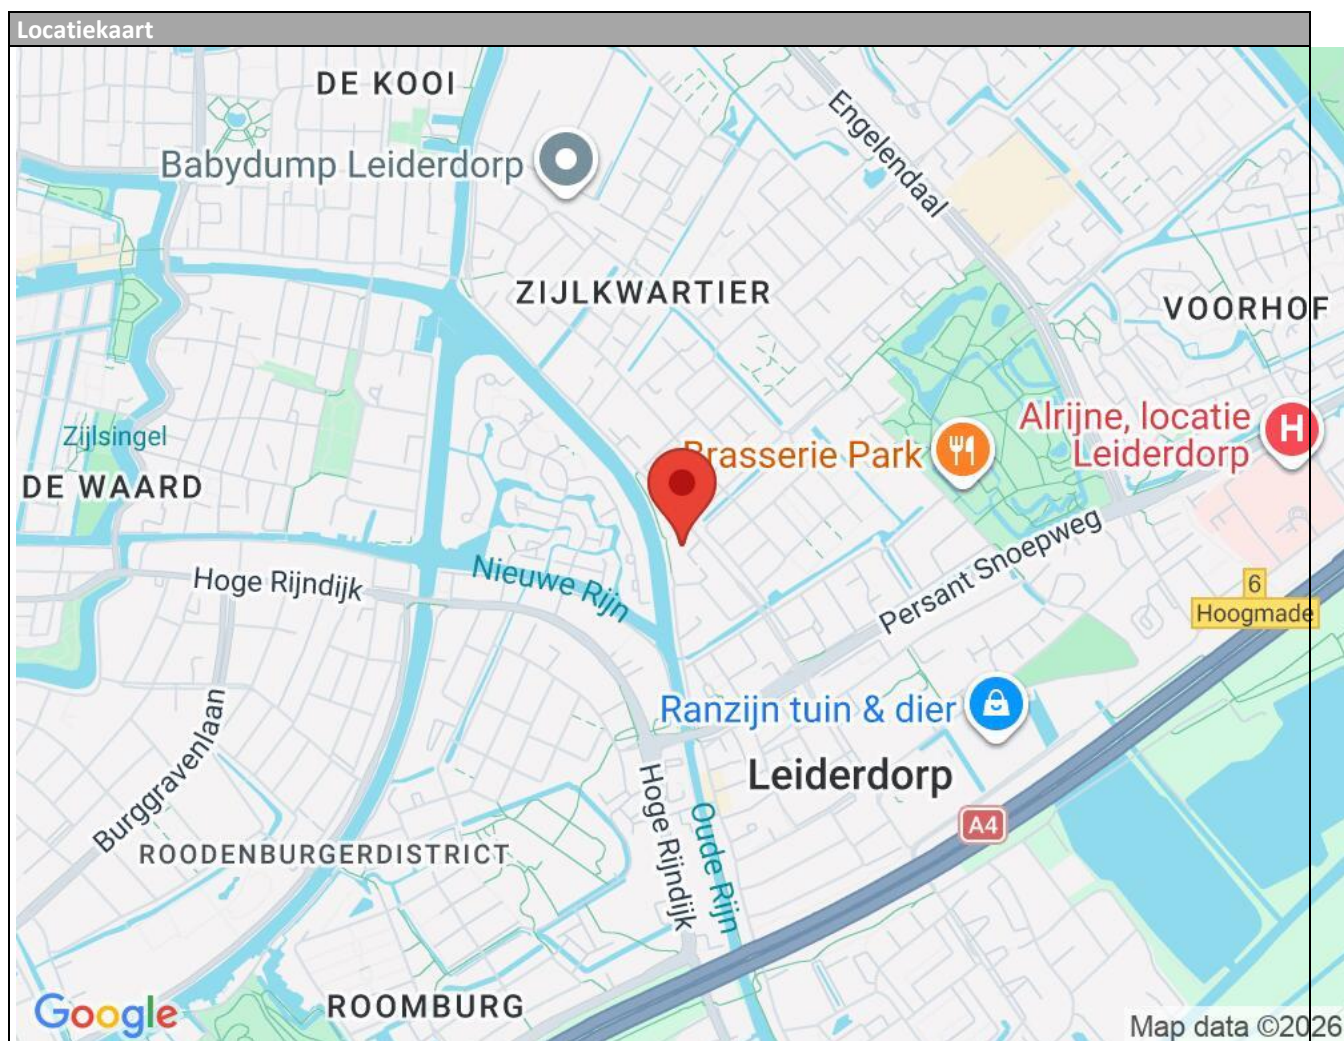 Locatiekaart
DE KOOI
Engelendaal
Babydump Leiderdorp
ZIJLKWARTIER
VOORHOF
Alrijne, locatie
Leiderdorp
H
Zijlsingel
Brasserie Park
DE WAARD
Persant Snoepweg
Hoge Rijndijk
Nieuwe Rijn
6
Hoogmade
Burggravenlaan
Ranzijn tuin & dier
Leiderdorp
Hoge Rijndijk
Oude Rijn
A4
ROODENBURGERDISTRICT
ROOMBURG
Google
Map data ©2026